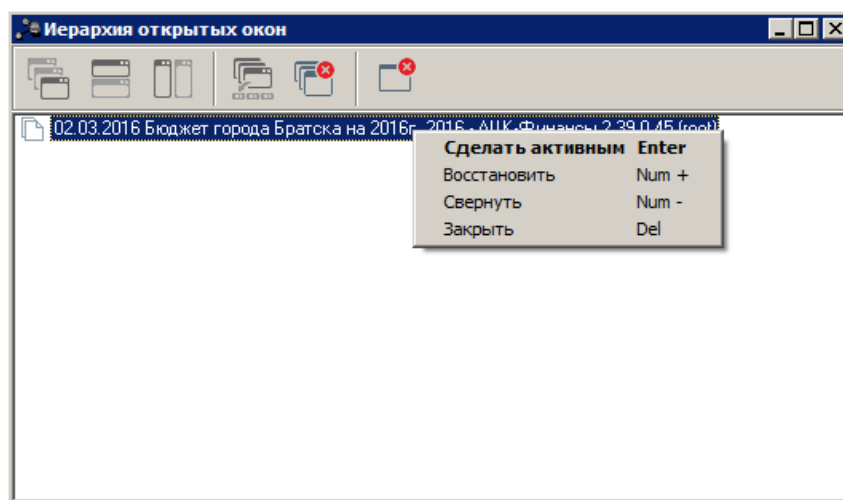 Иерархия открытых окон
02.03.2016 Бюджет города Братска на 2016г. 2016 - АЦК-Финансы 2.39.0.45 (root)
Сделать активным Enter
Восстановить Num +
Свернуть Num -
Закрыть Del